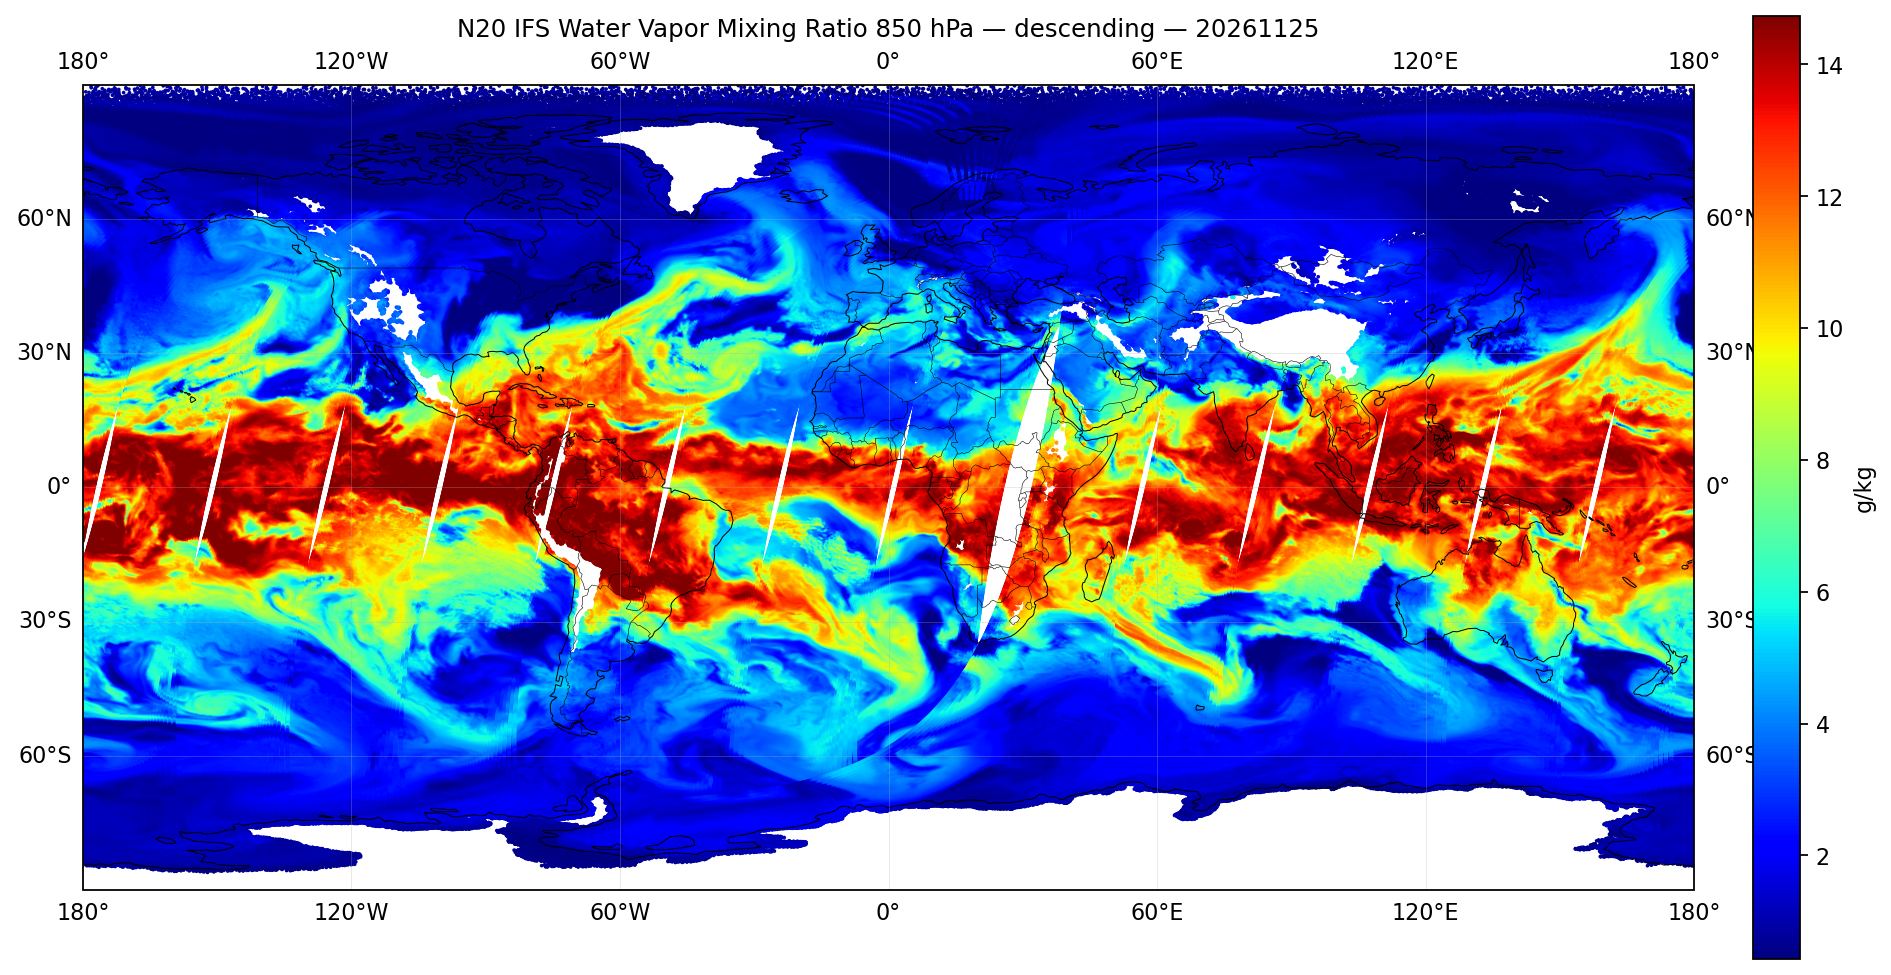 N20 IFS Water Vapor Mixing Ratio 850 hPa — descending — 20261125
180° 120°W 60°W 0° 60°E 120°E 180°
14
12
10
8
6
4
2
g/kg
60°N 60°N
30°N 30°N
0° 0°
30°S 30°S
60°S 60°S
180° 120°W 60°W 0° 60°E 120°E 180°